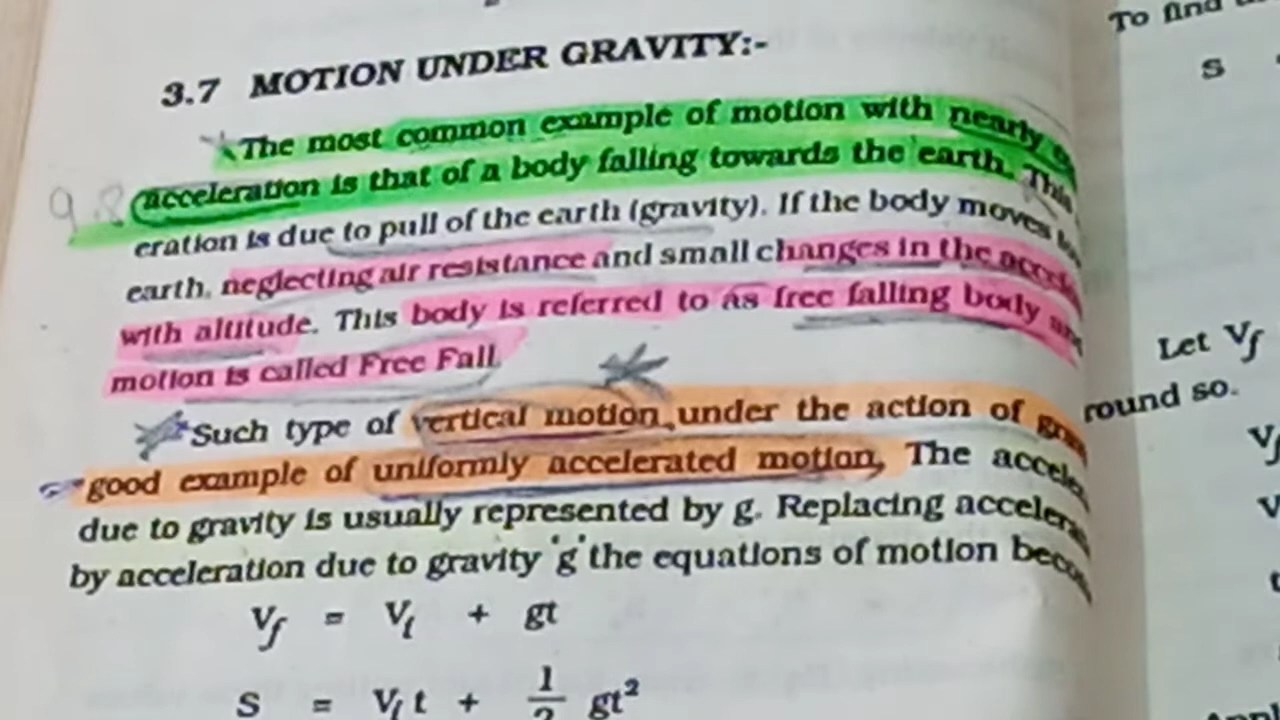 3.7 MOTION UNDER GRAVITY:-
The most common example of motion with nearly
9.8 acceleration is that of a body falling towards the earth. This
eration is due to pull of the earth (gravity). If the body moves
earth, neglecting air resistance and small changes in the
with altitude. This body is referred to as free falling body
motion is called Free Fall
Such type of vertical motion, under the action of
good example of uniformly accelerated motion, The
due to gravity is usually represented by g. Replacing
by acceleration due to gravity 'g' the equations of motion
Vf = Vi + gt
S = Vi t + 1/2 gt²
To find
S
Let Vf
round so.